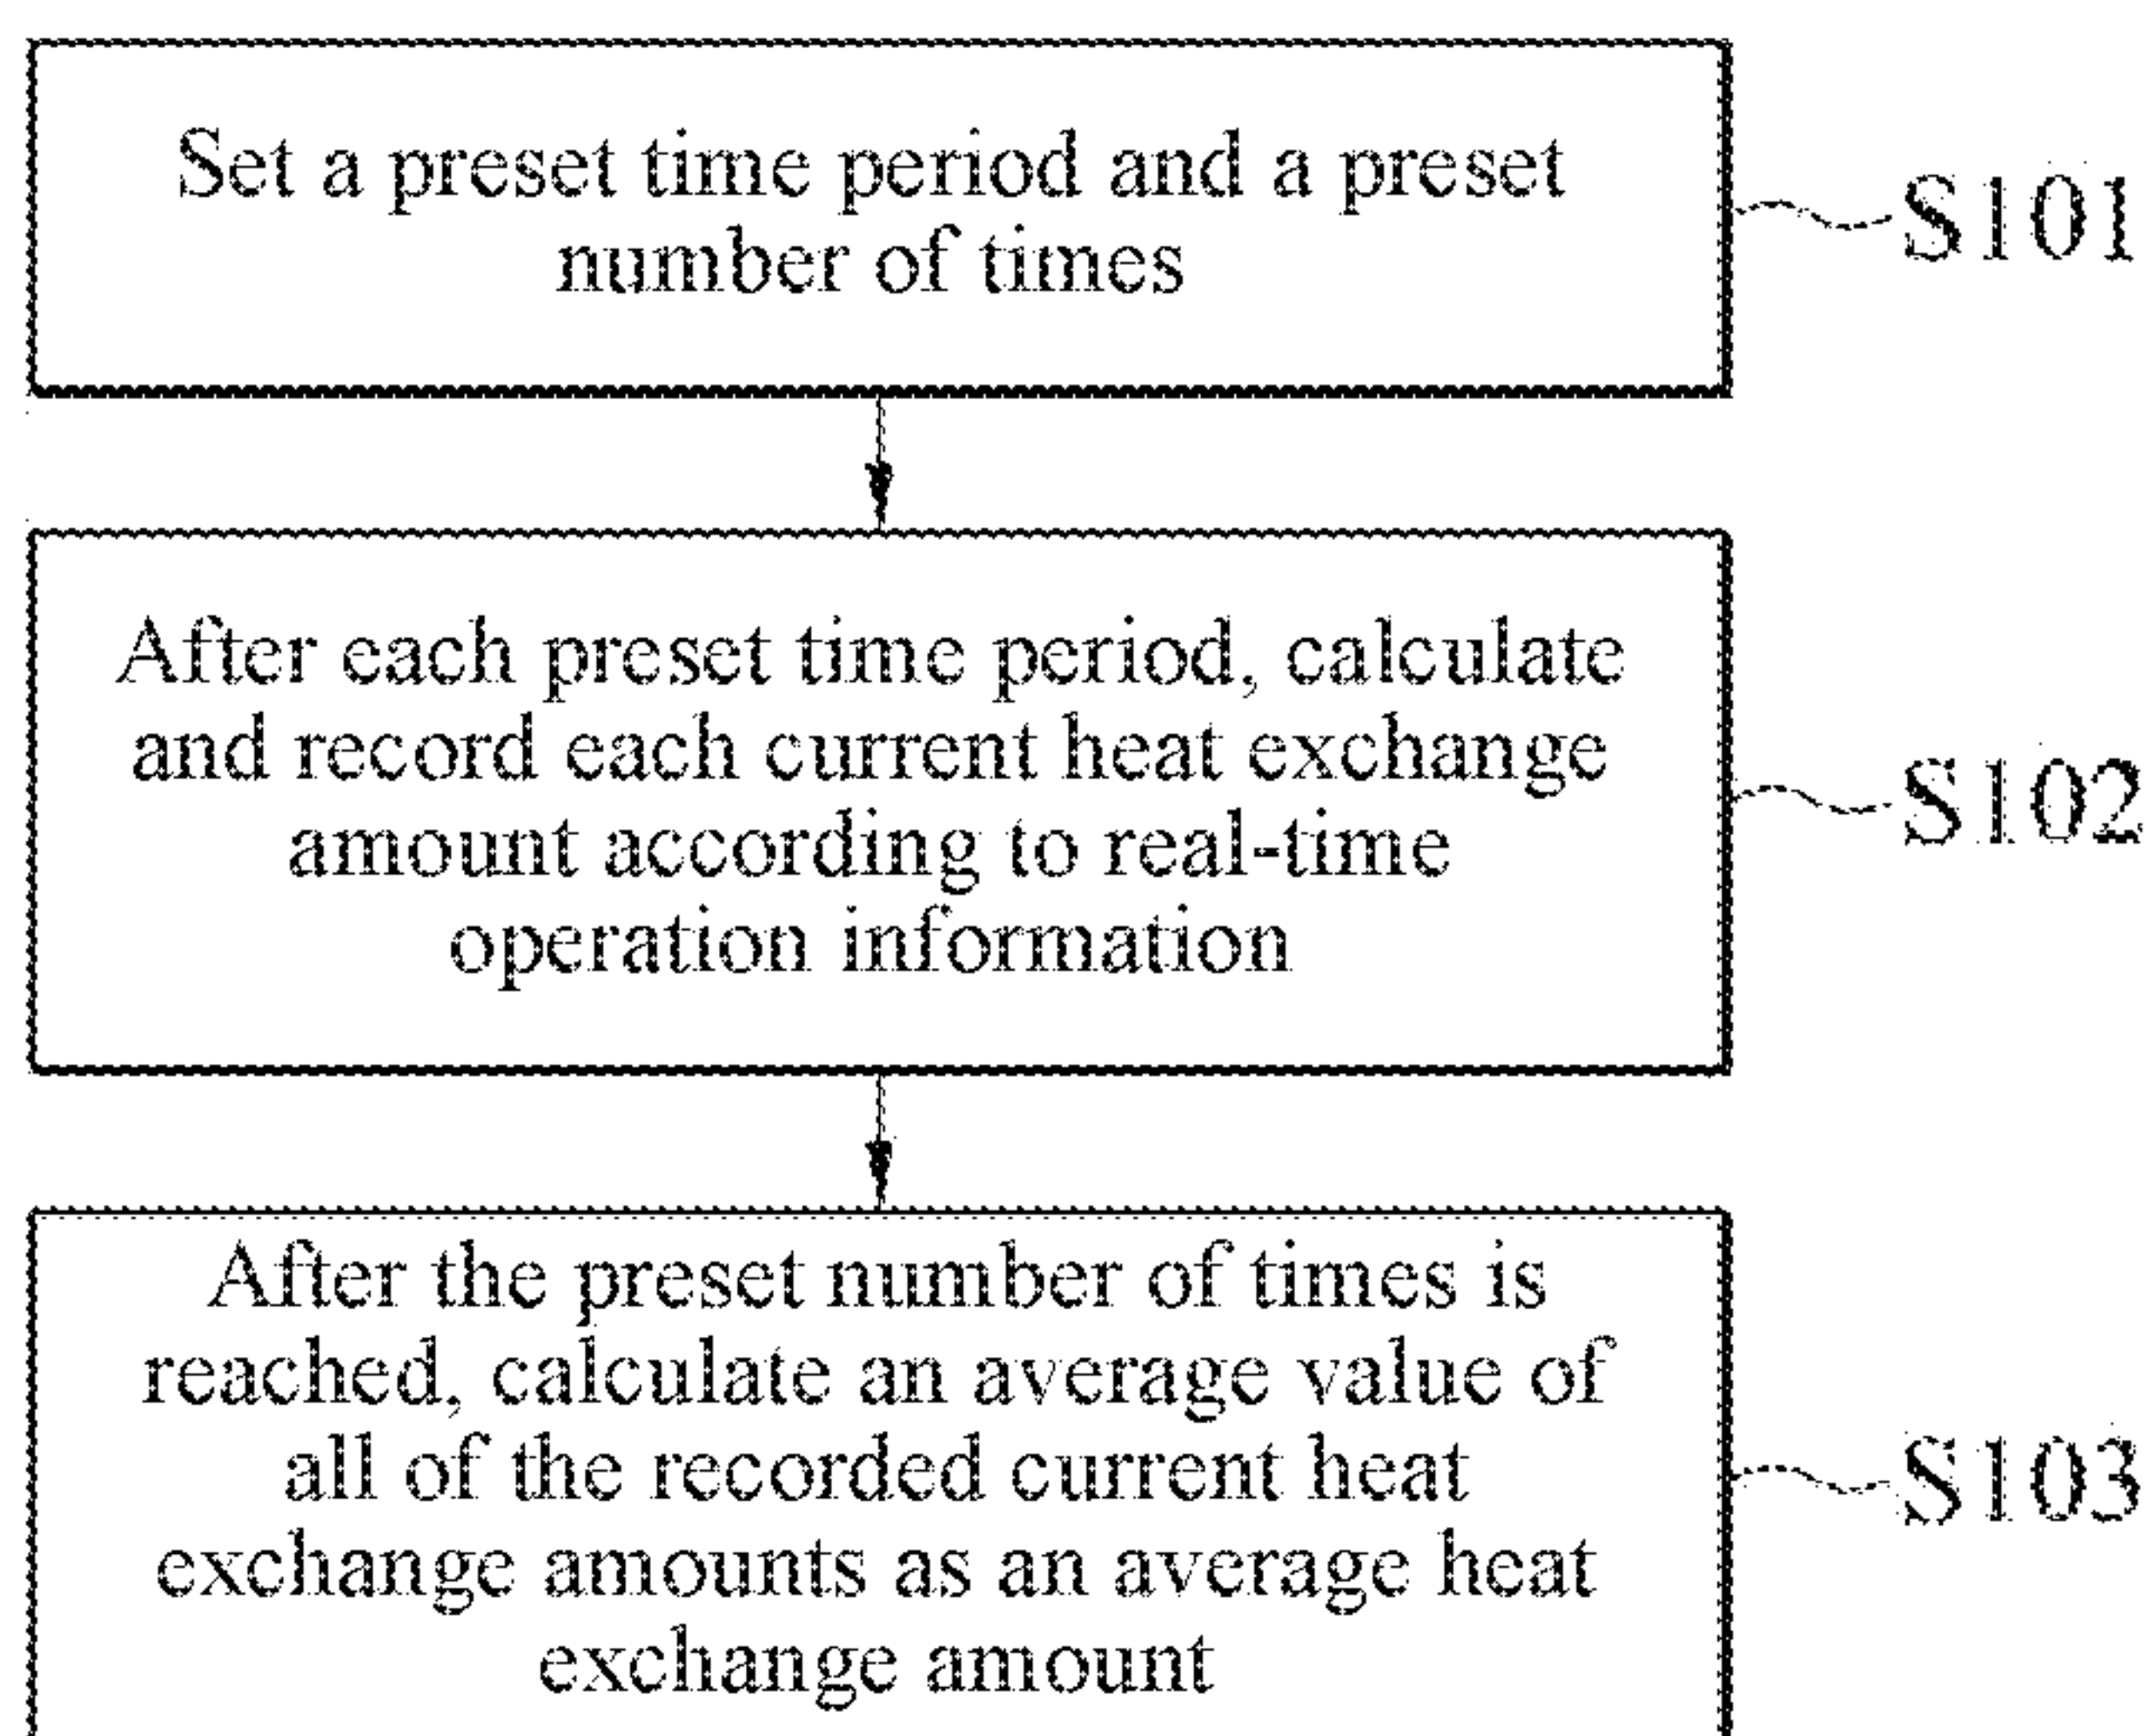 Set a preset time period and a preset
number of times
S101
After each preset time period, calculate
and record each current heat exchange
amount according to real-time
operation information
S102
After the preset number of times is
reached, calculate an average value of
all of the recorded current heat
exchange amounts as an average heat
exchange amount
S103